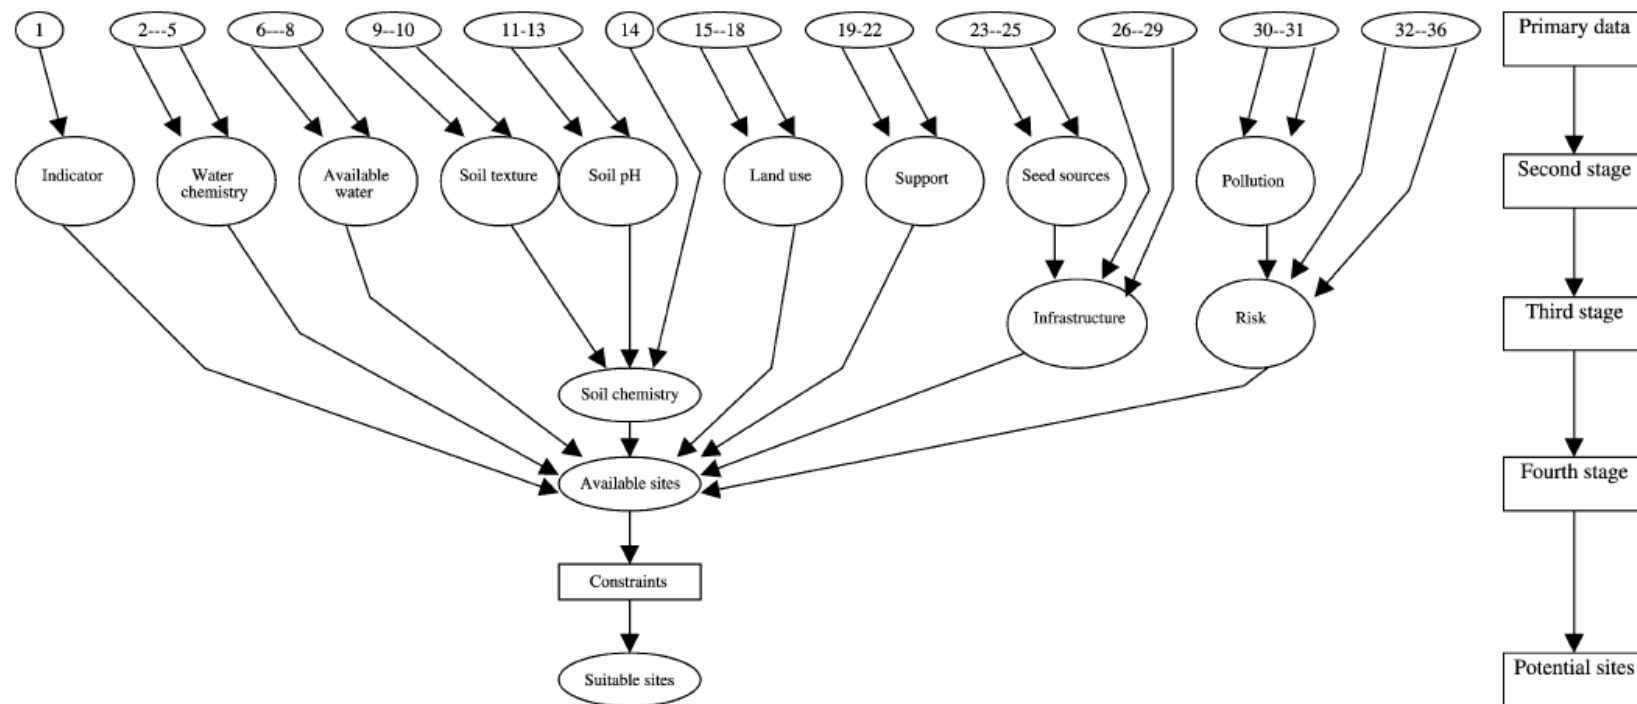 1
2---5
6---8
9--10
11-13
14
15--18
19-22
23--25
26--29
30--31
32--36
Primary data
Indicator
Water
chemistry
Available
water
Soil texture
Soil pH
Land use
Support
Seed sources
Pollution
Second stage
Infrastructure
Risk
Third stage
Soil chemistry
Available sites
Fourth stage
Constraints
Suitable sites
Potential sites